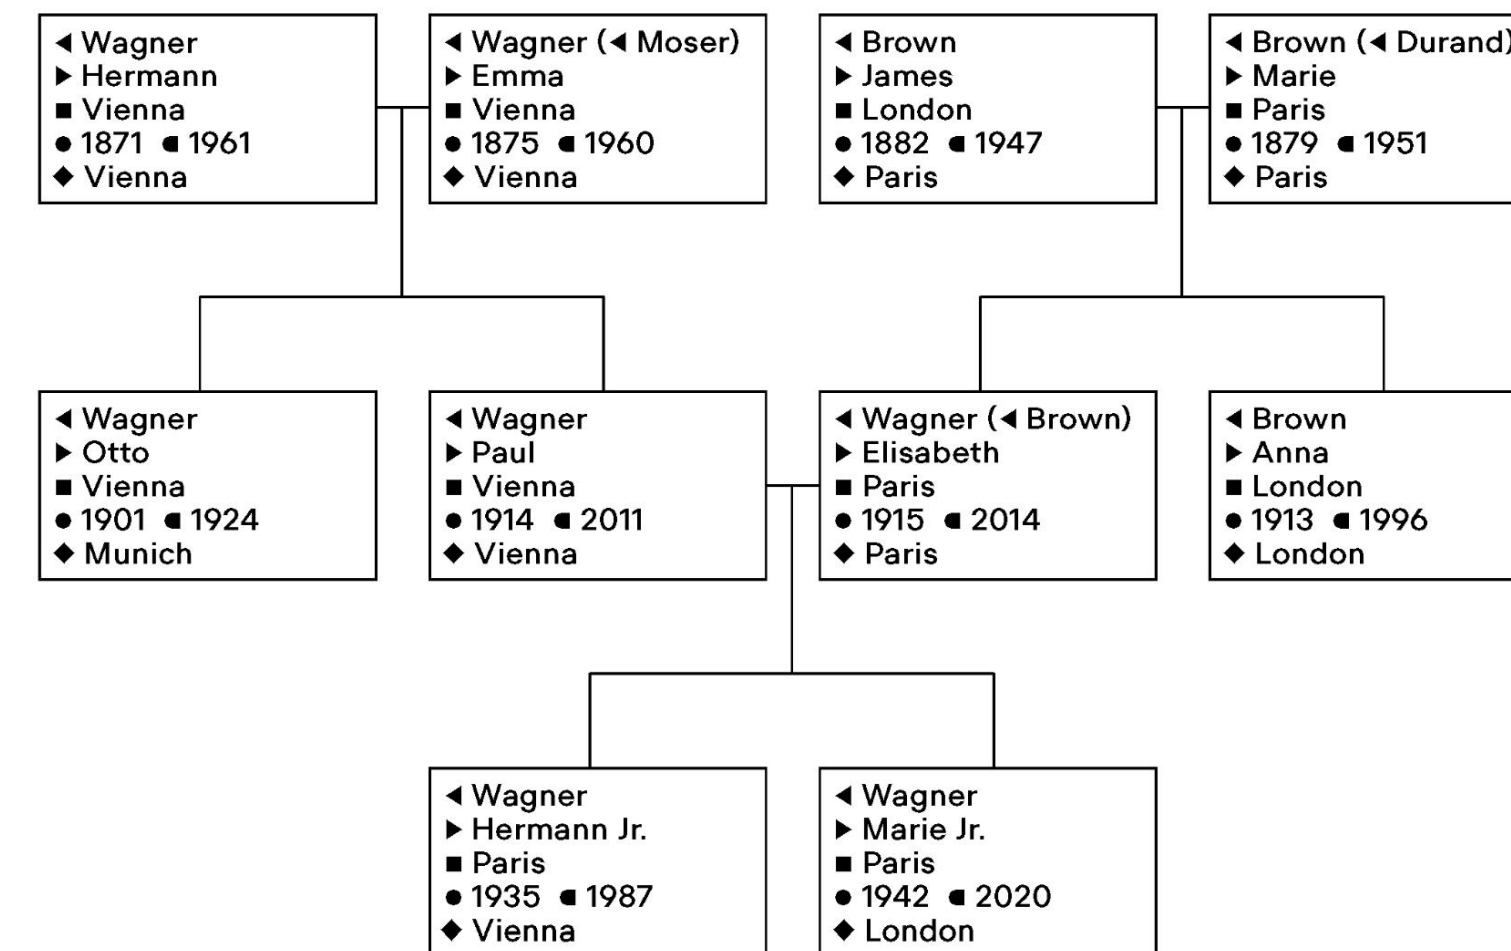 ◀ Wagner
▶ Hermann
■ Vienna
● 1871 ◖ 1961
◆ Vienna
◀ Wagner (◀ Moser)
▶ Emma
■ Vienna
● 1875 ◖ 1960
◆ Vienna
◀ Brown
▶ James
■ London
● 1882 ◖ 1947
◆ Paris
◀ Brown (◀ Durand)
▶ Marie
■ Paris
● 1879 ◖ 1951
◆ Paris
◀ Wagner
▶ Otto
■ Vienna
● 1901 ◖ 1924
◆ Munich
◀ Wagner
▶ Paul
■ Vienna
● 1914 ◖ 2011
◆ Vienna
◀ Wagner (◀ Brown)
▶ Elisabeth
■ Paris
● 1915 ◖ 2014
◆ Paris
◀ Brown
▶ Anna
■ London
● 1913 ◖ 1996
◆ London
◀ Wagner
▶ Hermann Jr.
■ Paris
● 1935 ◖ 1987
◆ Vienna
◀ Wagner
▶ Marie Jr.
■ Paris
● 1942 ◖ 2020
◆ London